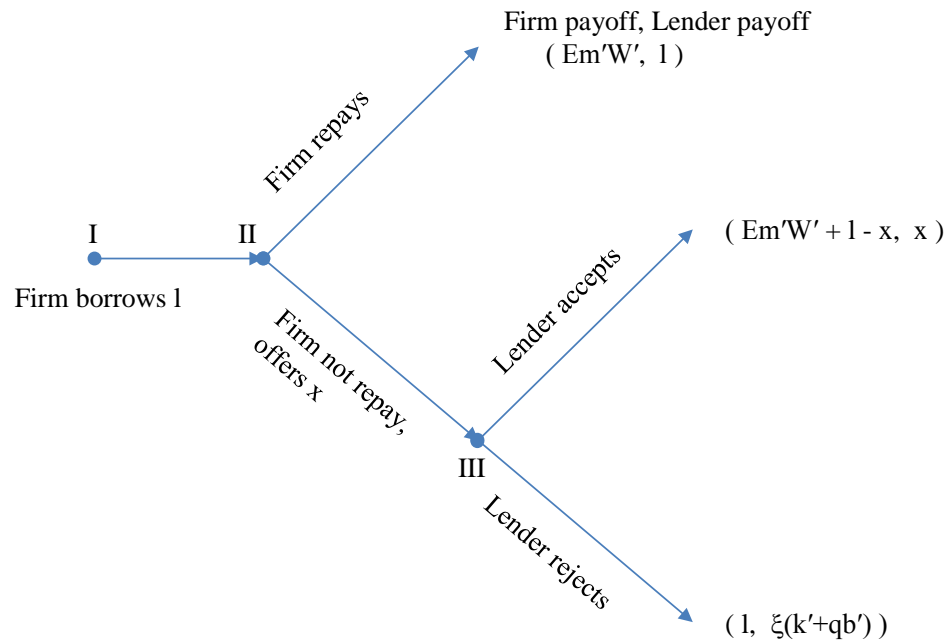 Firm payoff, Lender payoff
( Em′W′, l )
Firm repays
I
II
Firm borrows l
Firm not repay,
offers x
Lender accepts
( Em′W′ + l - x, x )
III
Lender rejects
( l, ξ(k′+qb′) )